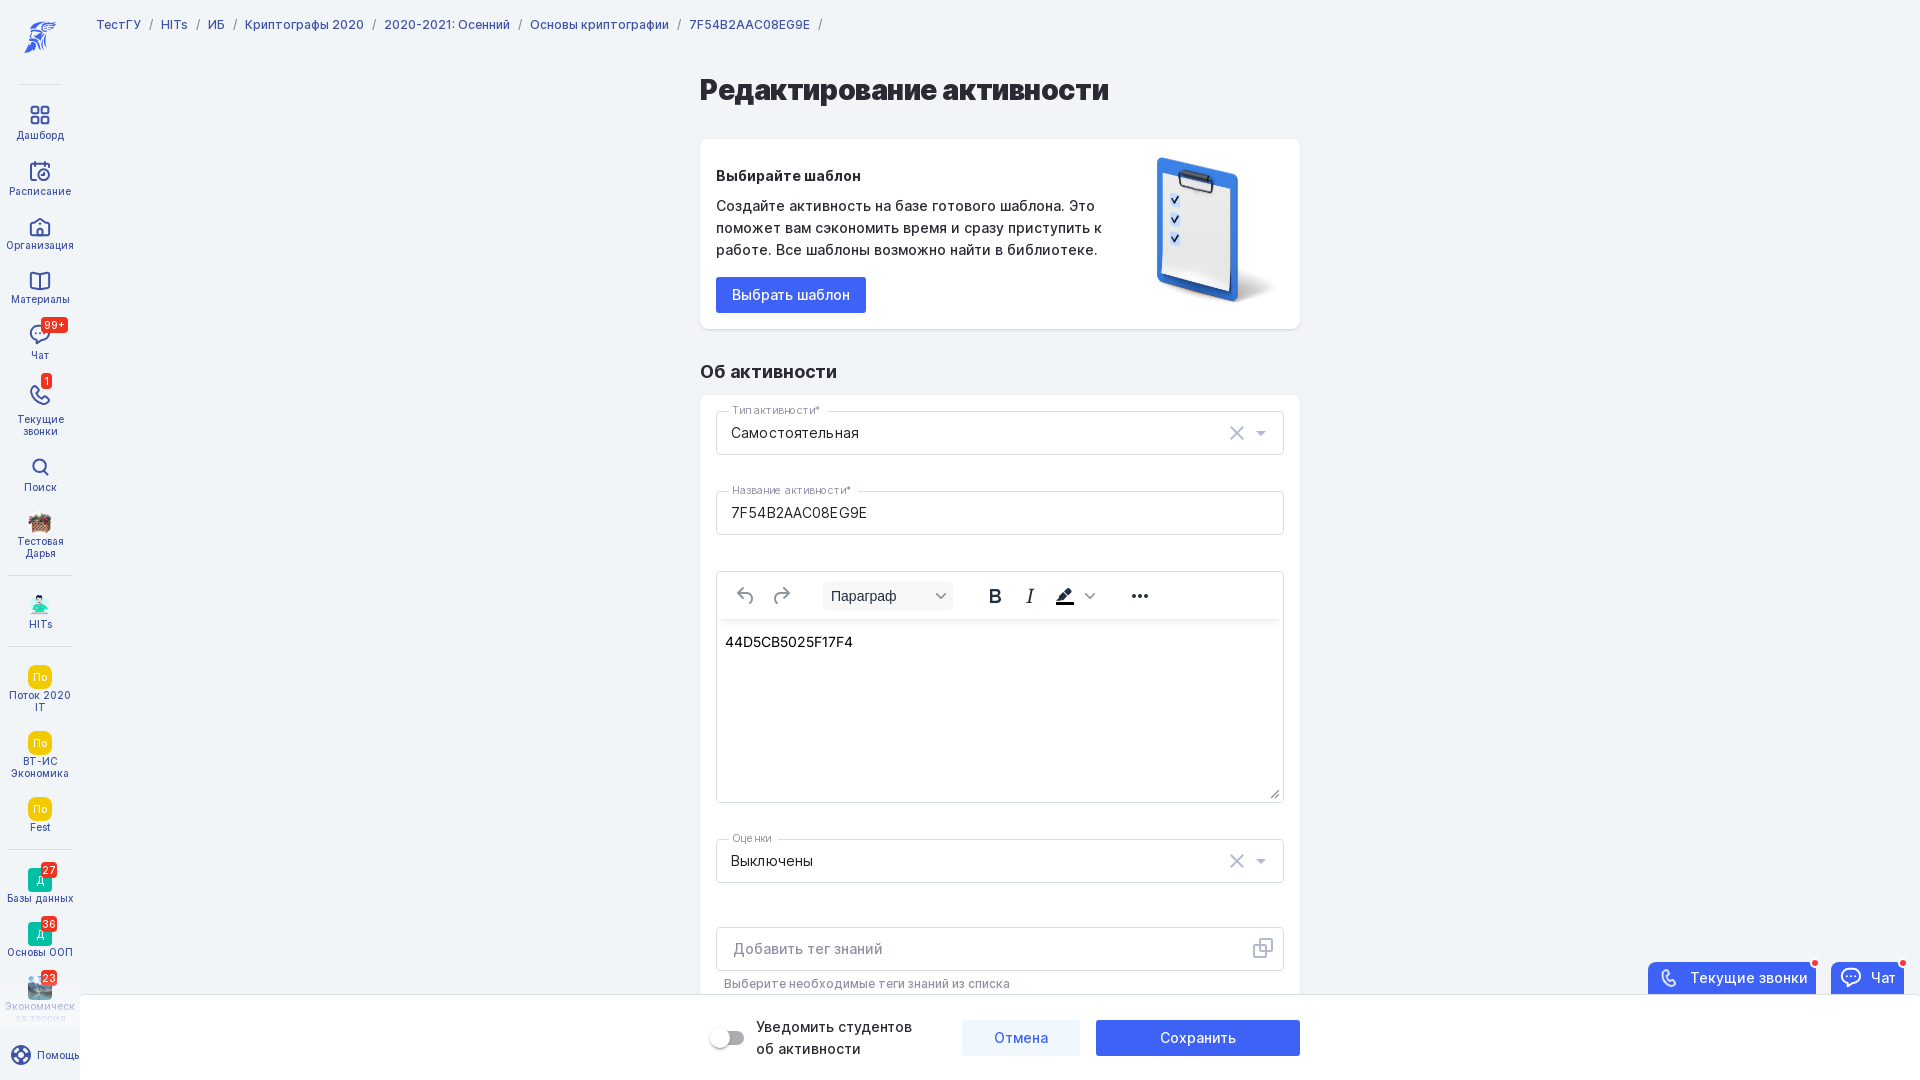 ТестГУ / HITs / ИБ / Криптографы 2020 / 2020-2021: Осенний / Основы криптографии / 7F54B2AAC08EG9E /
Дашборд
Расписание
Организация
Материалы
99+
Чат
1
Текущие
звонки
Поиск
Тестовая
Дарья
HITs
По
Поток 2020
IT
По
ВТ-ИС
Экономика
По
Fest
27
Д
Базы данных
36
Д
Основы ООП
23
Экономическ
ая теория
Помощь
Редактирование активности
Выбирайте шаблон
Создайте активность на базе готового шаблона. Это
поможет вам сэкономить время и сразу приступить к
работе. Все шаблоны возможно найти в библиотеке.
Выбрать шаблон
Об активности
Тип активности*
Самостоятельная
Название активности*
7F54B2AAC08EG9E
Параграф
44D5CB5025F17F4
Оценки
Выключены
Добавить тег знаний
Выберите необходимые теги знаний из списка
Текущие звонки
Чат
Уведомить студентов
об активности
Отмена
Сохранить